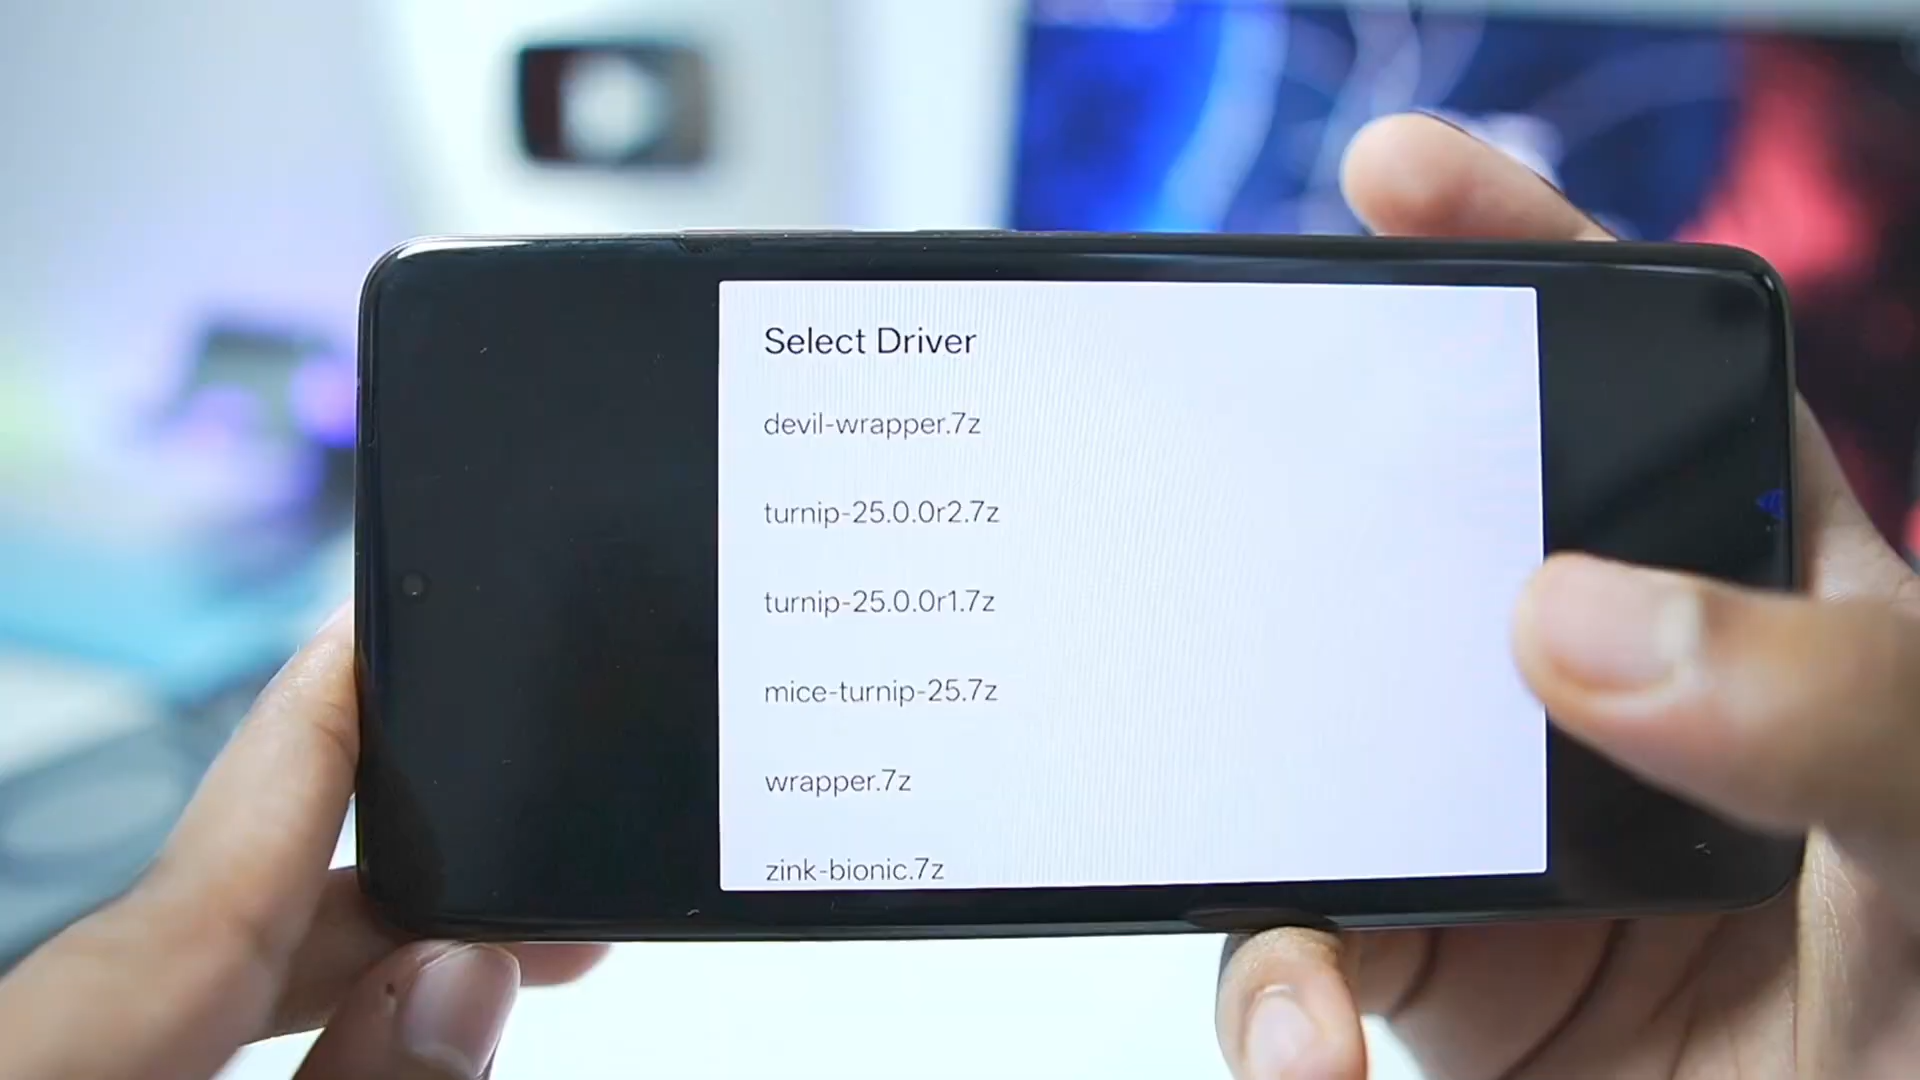 Select Driver
devil-wrapper.7z
turnip-25.0.0r2.7z
turnip-25.0.0r1.7z
mice-turnip-25.7z
wrapper.7z
zink-bionic.7z